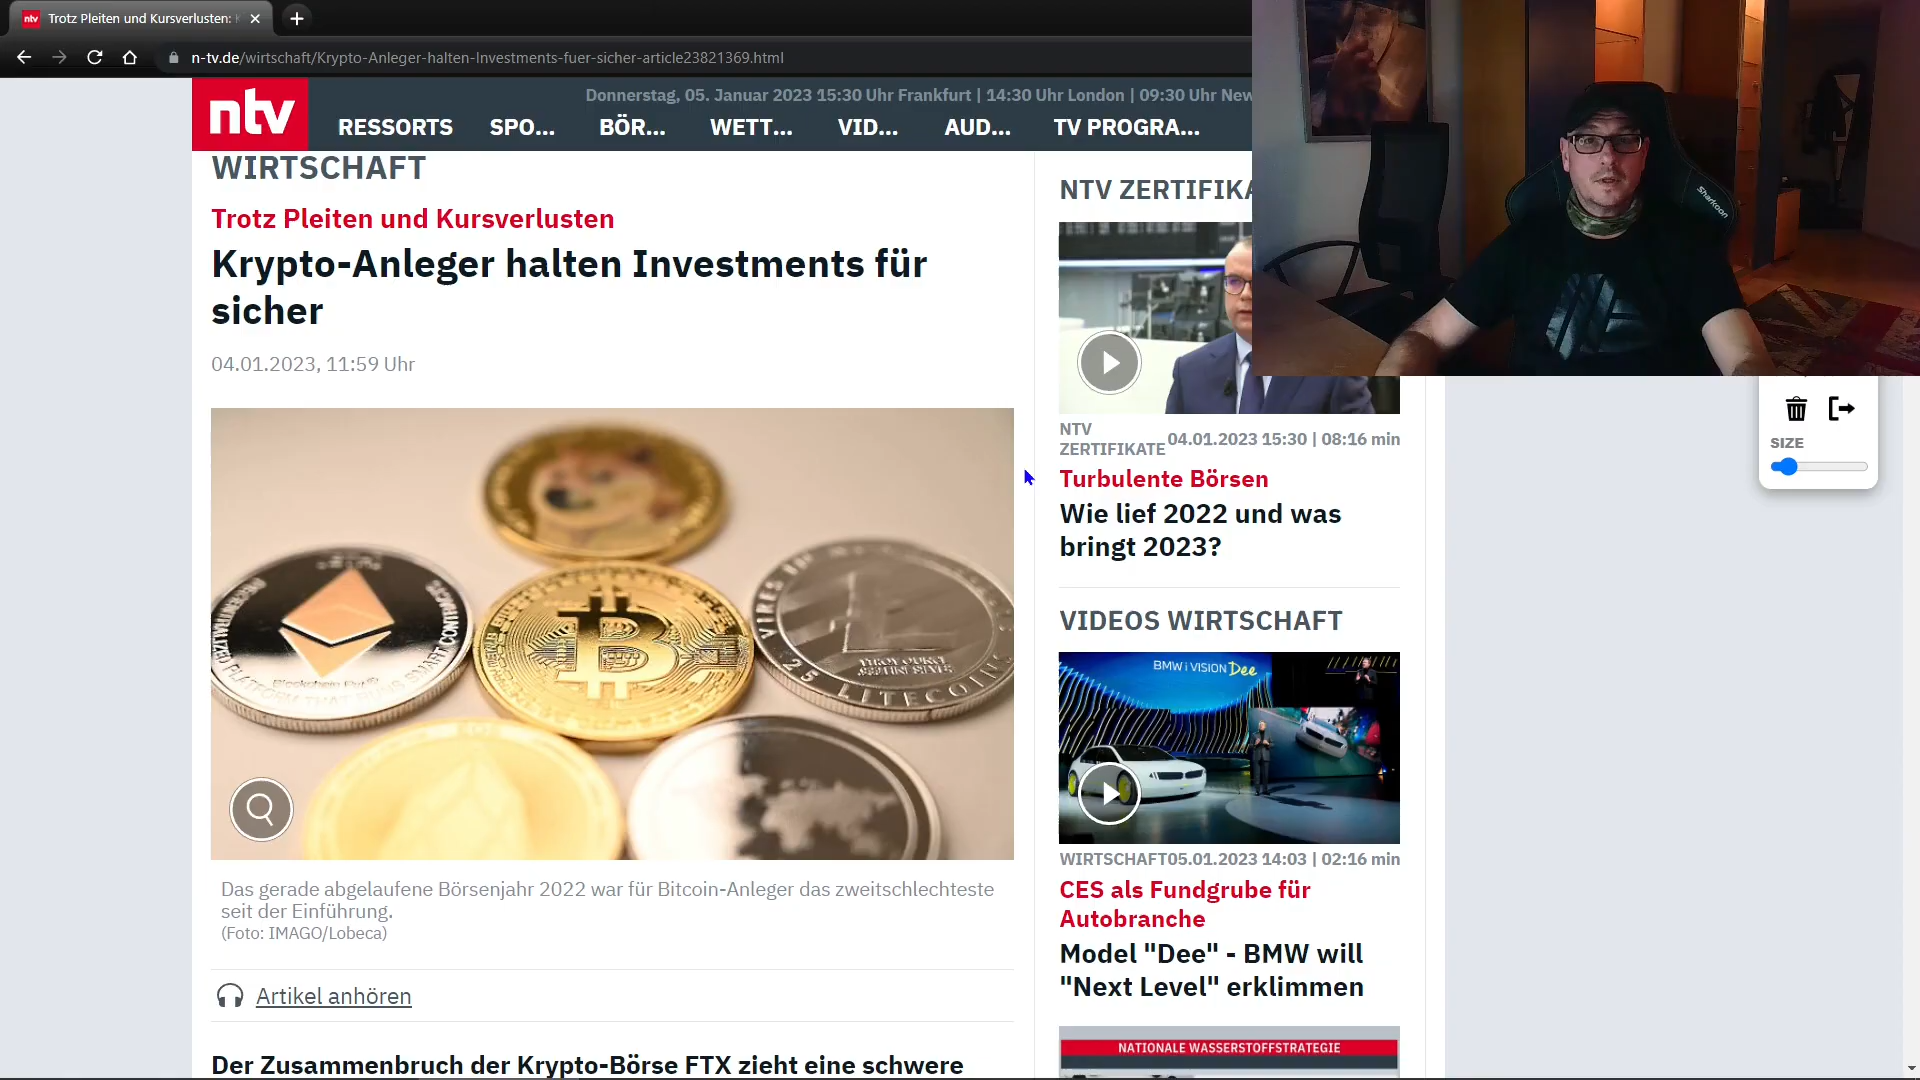 ntv
Trotz Pleiten und Kursverlusten:
n-tv.de/wirtschaft/Krypto-Anleger-halten-Investments-fuer-sicher-article23821369.html
ntv
Donnerstag, 05. Januar 2023 15:30 Uhr Frankfurt | 14:30 Uhr London | 09:30 Uhr New
RESSORTS SPO... BÖR... WETT... VID... AUD... TV PROGRA...
WIRTSCHAFT
Trotz Pleiten und Kursverlusten
Krypto-Anleger halten Investments für
sicher
04.01.2023, 11:59 Uhr
VIRES
25 LITECOINS
Das gerade abgelaufene Börsenjahr 2022 war für Bitcoin-Anleger das zweitschlechteste
seit der Einführung.
(Foto: IMAGO/Lobeca)
Artikel anhören
Der Zusammenbruch der Krypto-Börse FTX zieht eine schwere
NTV ZERTIFIKA
NTV
ZERTIFIKATE
04.01.2023 15:30 | 08:16 min
Turbulente Börsen
Wie lief 2022 und was
bringt 2023?
VIDEOS WIRTSCHAFT
BMW i VISION Dee
WIRTSCHAFT05.01.2023 14:03 | 02:16 min
CES als Fundgrube für
Autobranche
Model "Dee" - BMW will
"Next Level" erklimmen
NATIONALE WASSERSTOFFSTRATEGIE
Sharkoon
SIZE